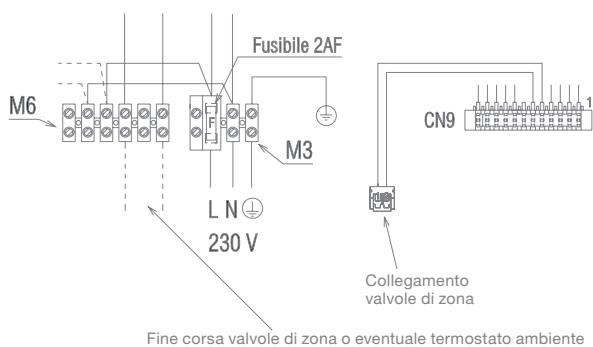 Fusibile 2AF
M6
F
1
CN9
M3
L N
230 V
Collegamento
valvole di zona
Fine corsa valvole di zona o eventuale termostato ambiente